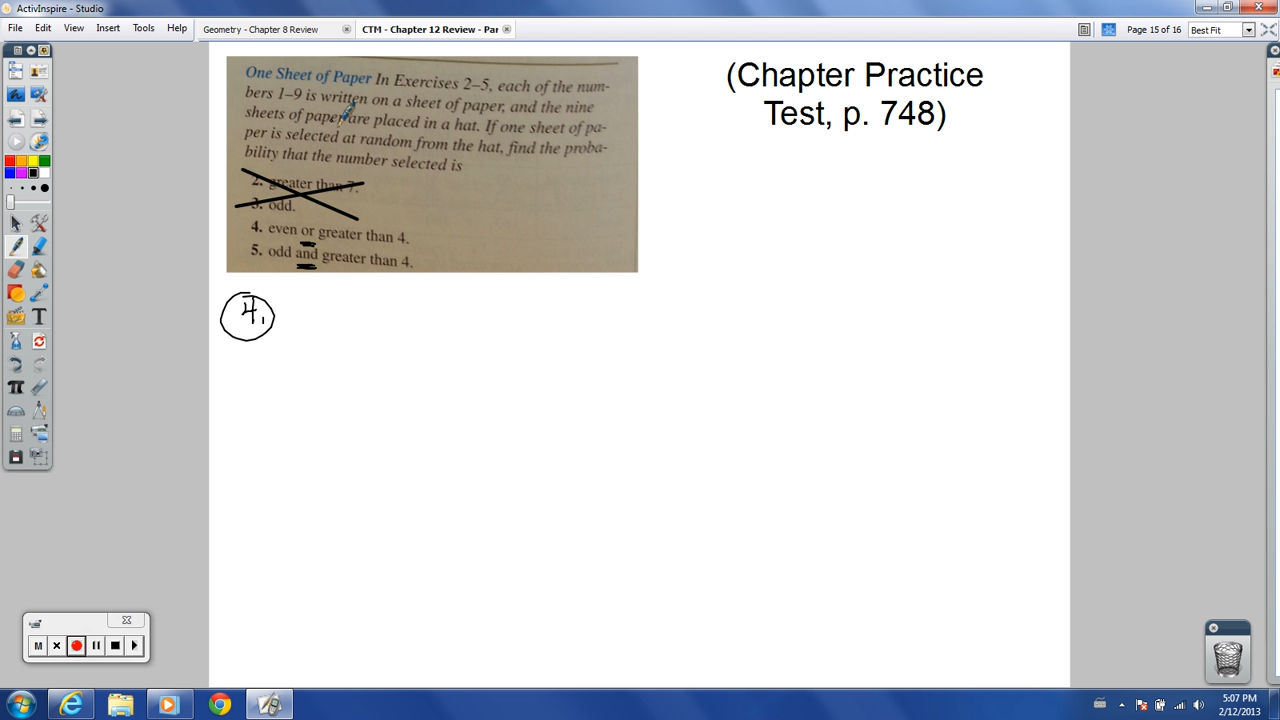 ActivInspire - Studio
File Edit View Insert Tools Help
Geometry - Chapter 8 Review
CTM - Chapter 12 Review - Par
Page 15 of 16
Best Fit
One Sheet of Paper In Exercises 2–5, each of the num-
bers 1–9 is written on a sheet of paper, and the nine
sheets of paper are placed in a hat. If one sheet of pa-
per is selected at random from the hat, find the proba-
bility that the number selected is
2. greater than 7.
3. odd.
4. even or greater than 4.
5. odd and greater than 4.
(Chapter Practice
Test, p. 748)
4.
M
5:07 PM
2/12/2013